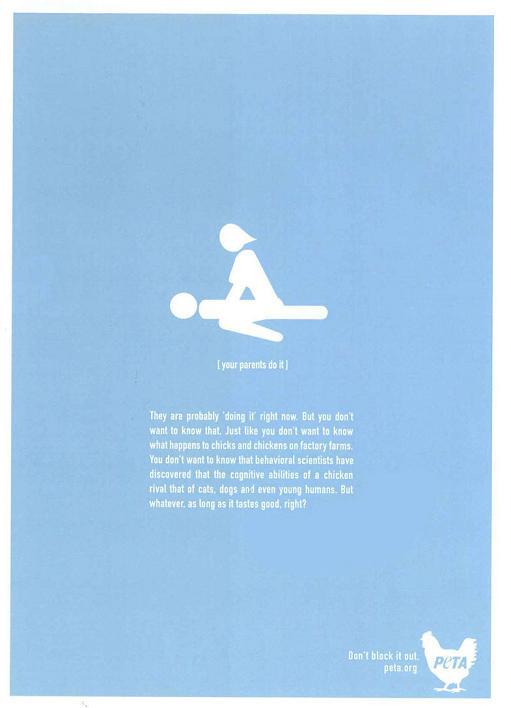 [ your parents do it ]
They are probably 'doing it' right now. But you don't
want to know that. Just like you don't want to know
what happens to chicks and chickens on factory farms.
You don't want to know that behavioral scientists have
discovered that the cognitive abilities of a chicken
rival that of cats, dogs and even young humans. But
whatever, as long as it tastes good, right?
Don't block it out.
peta.org
PETA